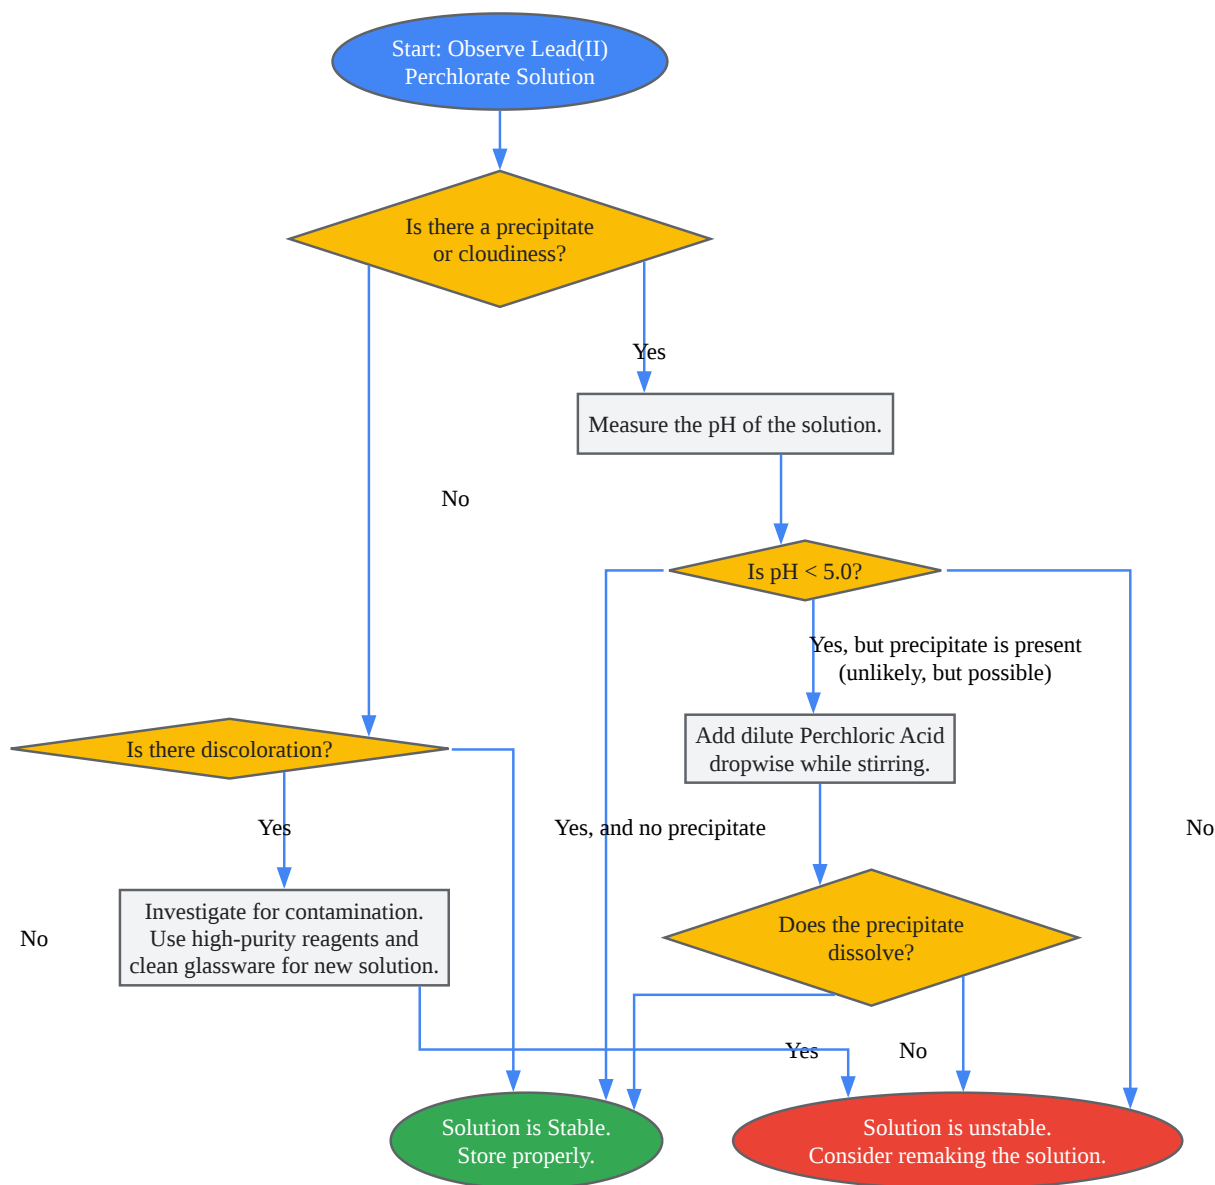 Start: Observe Lead(II)
Perchlorate Solution
Is there a precipitate
or cloudiness?
Yes
Measure the pH of the solution.
No
Is pH < 5.0?
Yes, but precipitate is present
(unlikely, but possible)
Is there discoloration?
Add dilute Perchloric Acid
dropwise while stirring.
Yes
Yes, and no precipitate
No
Investigate for contamination.
Use high-purity reagents and
clean glassware for new solution.
No
Does the precipitate
dissolve?
Yes
No
Solution is Stable.
Store properly.
Solution is unstable.
Consider remaking the solution.